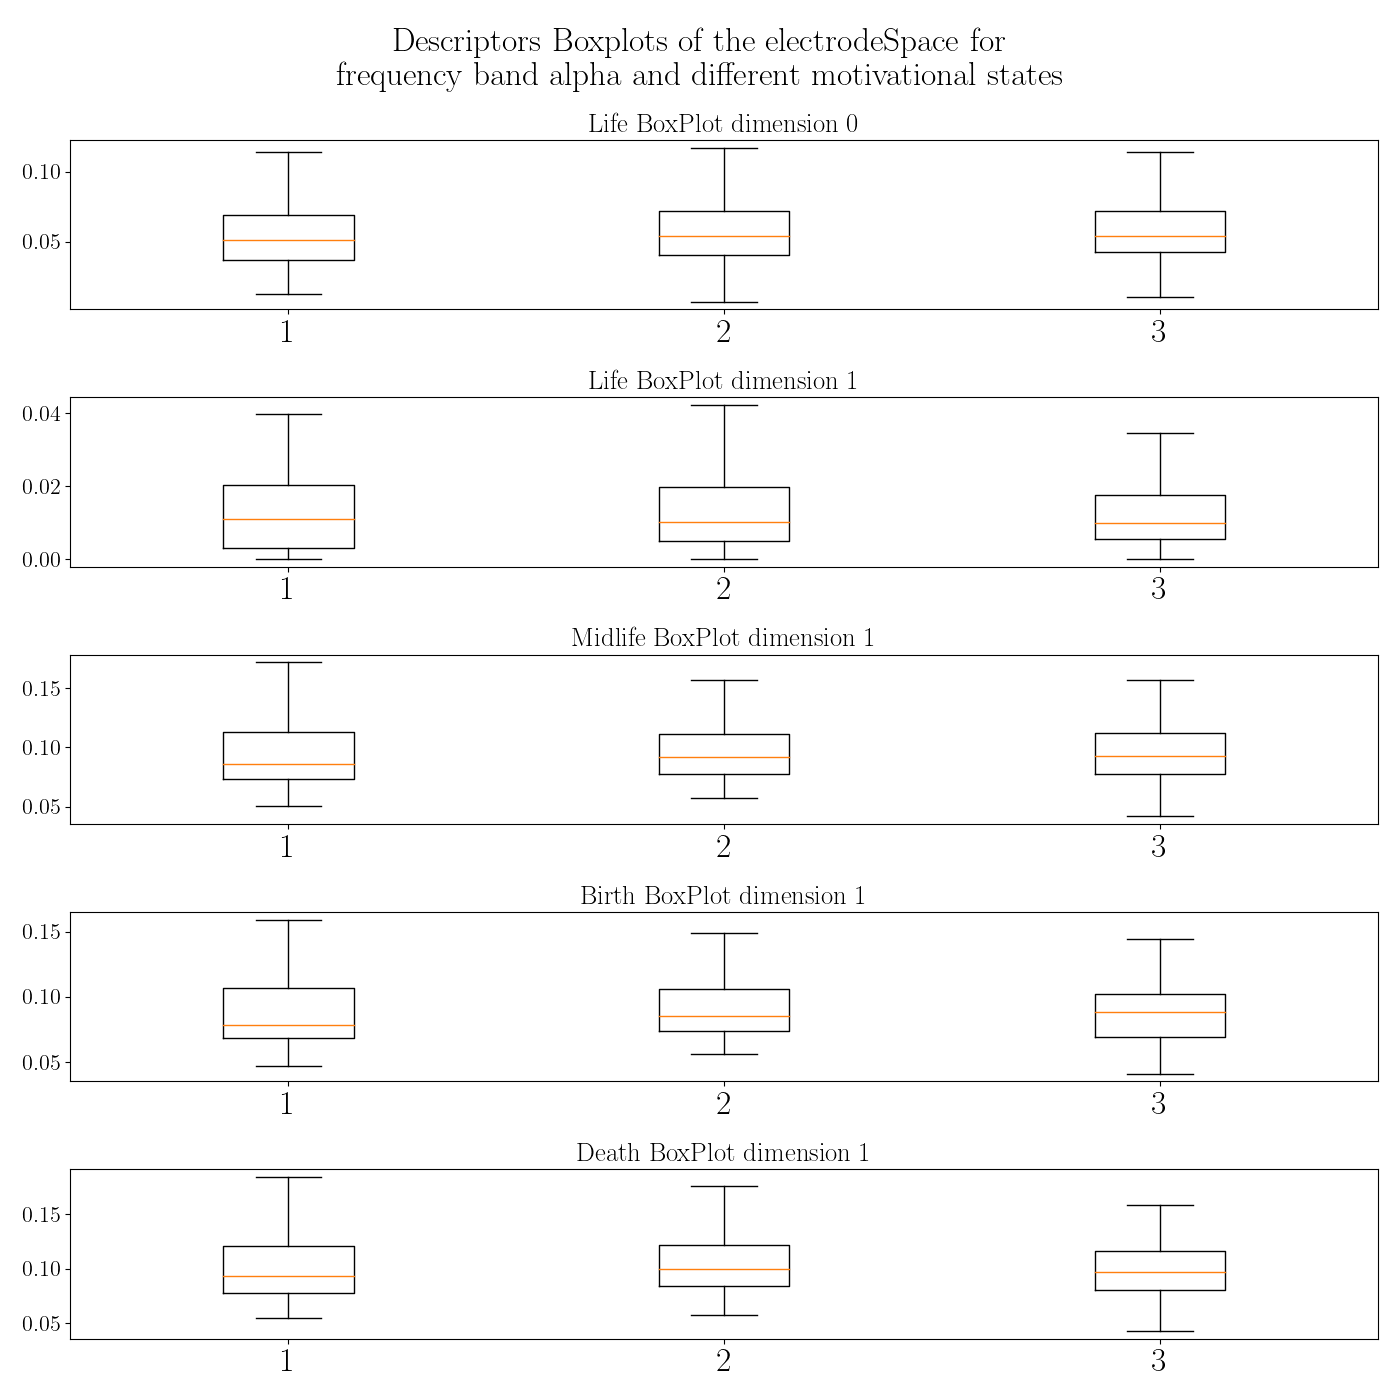 Descriptors Boxplots of the electrodeSpace for
frequency band alpha and different motivational states
Life BoxPlot dimension 0
0.10
0.05
1 2 3
Life BoxPlot dimension 1
0.04
0.02
0.00
1 2 3
Midlife BoxPlot dimension 1
0.15
0.10
0.05
1 2 3
Birth BoxPlot dimension 1
0.15
0.10
0.05
1 2 3
Death BoxPlot dimension 1
0.15
0.10
0.05
1 2 3